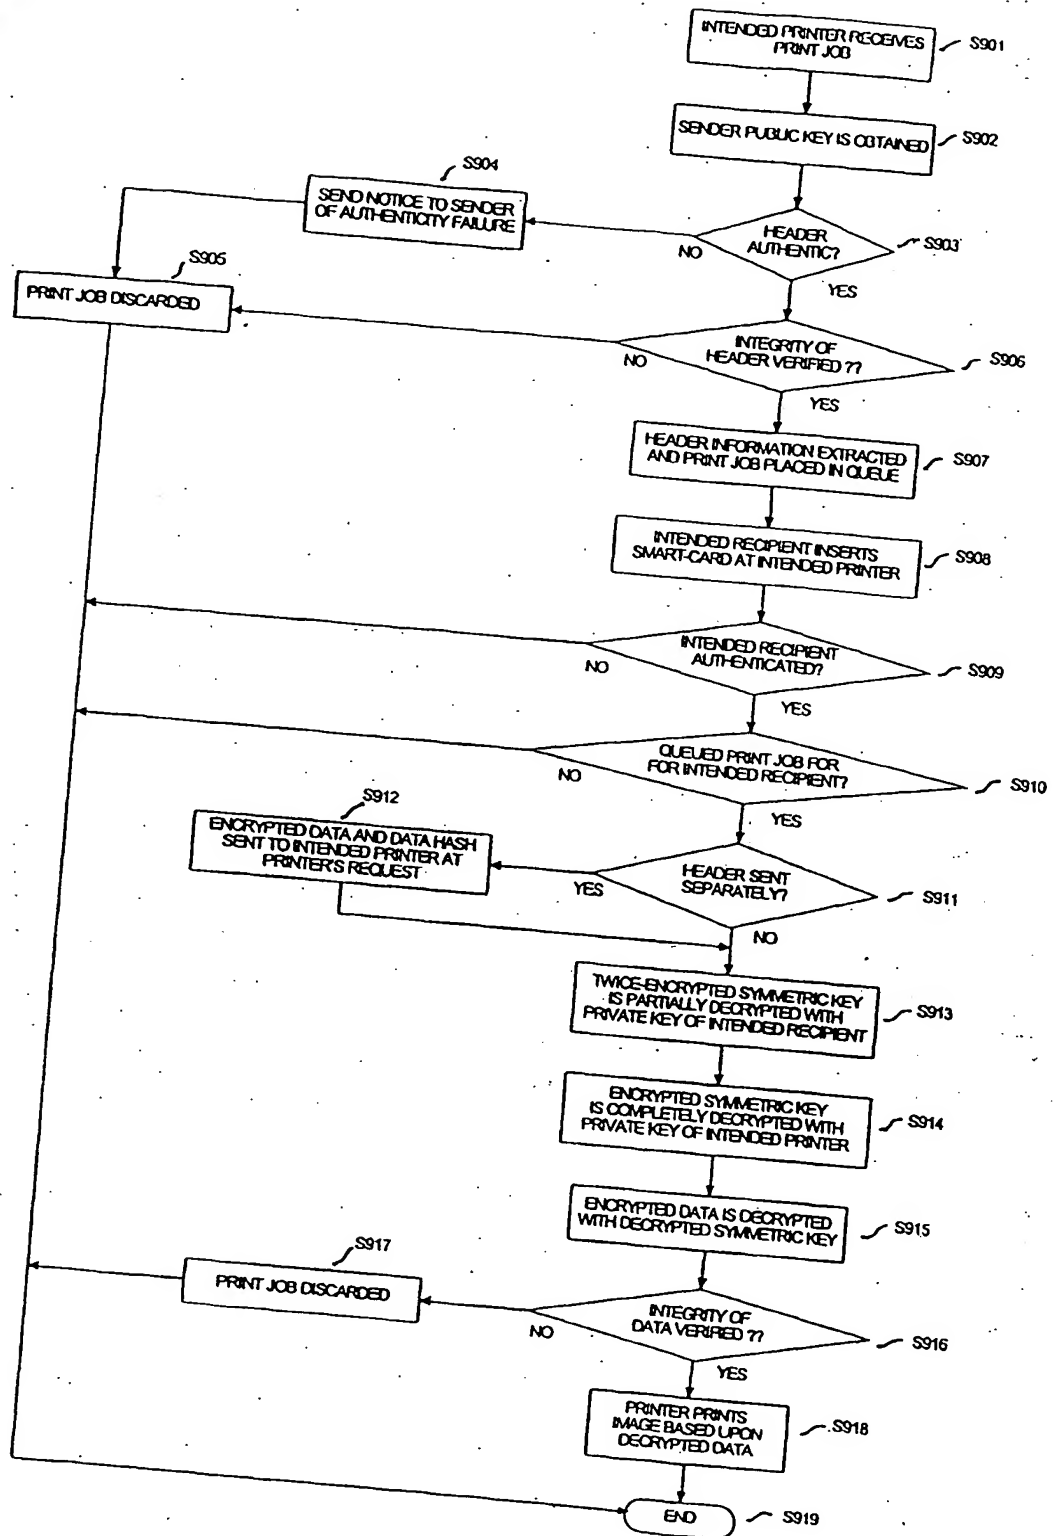 INTENDED PRINTER RECEIVES
PRINT JOB
S901
SENDER PUBLIC KEY IS OBTAINED
S902
S904
SEND NOTICE TO SENDER
OF AUTHENTICITY FAILURE
HEADER
AUTHENTIC?
S903
NO
YES
S905
PRINT JOB DISCARDED
INTEGRITY OF
HEADER VERIFIED ??
S906
NO
YES
HEADER INFORMATION EXTRACTED
AND PRINT JOB PLACED IN QUEUE
S907
INTENDED RECIPIENT INSERTS
SMART-CARD AT INTENDED PRINTER
S908
INTENDED RECIPIENT
AUTHENTICATED?
S909
NO
YES
QUEUED PRINT JOB FOR
FOR INTENDED RECIPIENT?
S910
NO
YES
S912
ENCRYPTED DATA AND DATA HASH
SENT TO INTENDED PRINTER AT
PRINTER'S REQUEST
HEADER SENT
SEPARATELY?
S911
YES
NO
TWICE-ENCRYPTED SYMMETRIC KEY
IS PARTIALLY DECRYPTED WITH
PRIVATE KEY OF INTENDED RECIPIENT
S913
ENCRYPTED SYMMETRIC KEY
IS COMPLETELY DECRYPTED WITH
PRIVATE KEY OF INTENDED PRINTER
S914
ENCRYPTED DATA IS DECRYPTED
WITH DECRYPTED SYMMETRIC KEY
S915
S917
PRINT JOB DISCARDED
INTEGRITY OF
DATA VERIFIED ??
S916
NO
YES
PRINTER PRINTS
IMAGE BASED UPON
DECRYPTED DATA
S918
END
S919